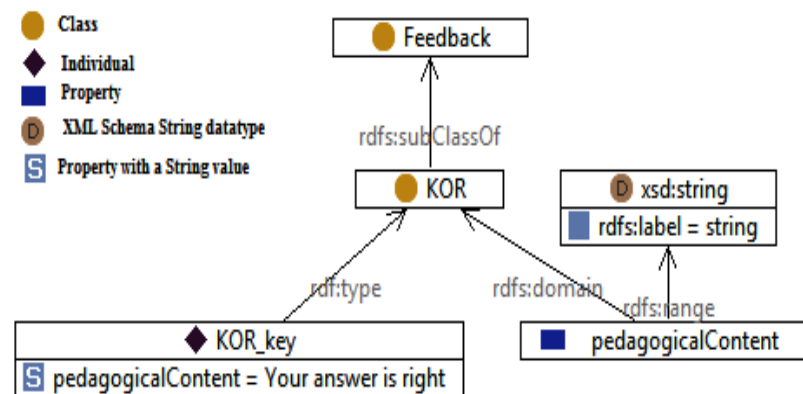 Class
Individual
Property
D XML Schema String datatype
S Property with a String value
Feedback
rdfs:subClassOf
KOR
D xsd:string
rdfs:label = string
rdf:type
rdfs:domain
rdfs:range
KOR_key
S pedagogicalContent = Your answer is right
pedagogicalContent